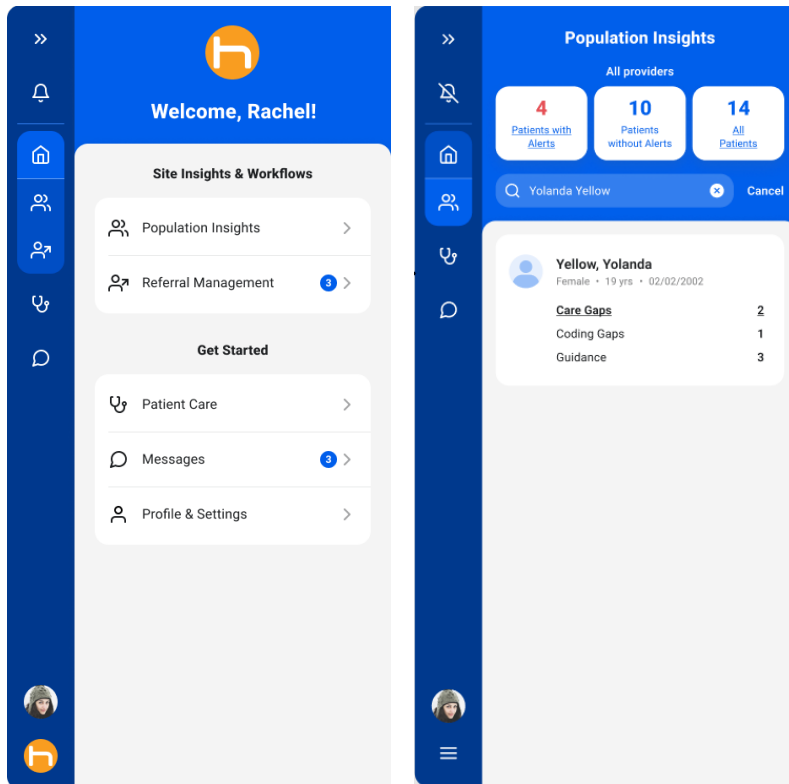 Welcome, Rachel!
Site Insights & Workflows
Population Insights
Referral Management 3
Get Started
Patient Care
Messages 3
Profile & Settings
Population Insights
All providers
4
Patients with
Alerts
10
Patients
without Alerts
14
All
Patients
Yolanda Yellow Cancel
Yellow, Yolanda
Female • 19 yrs • 02/02/2002
Care Gaps 2
Coding Gaps 1
Guidance 3